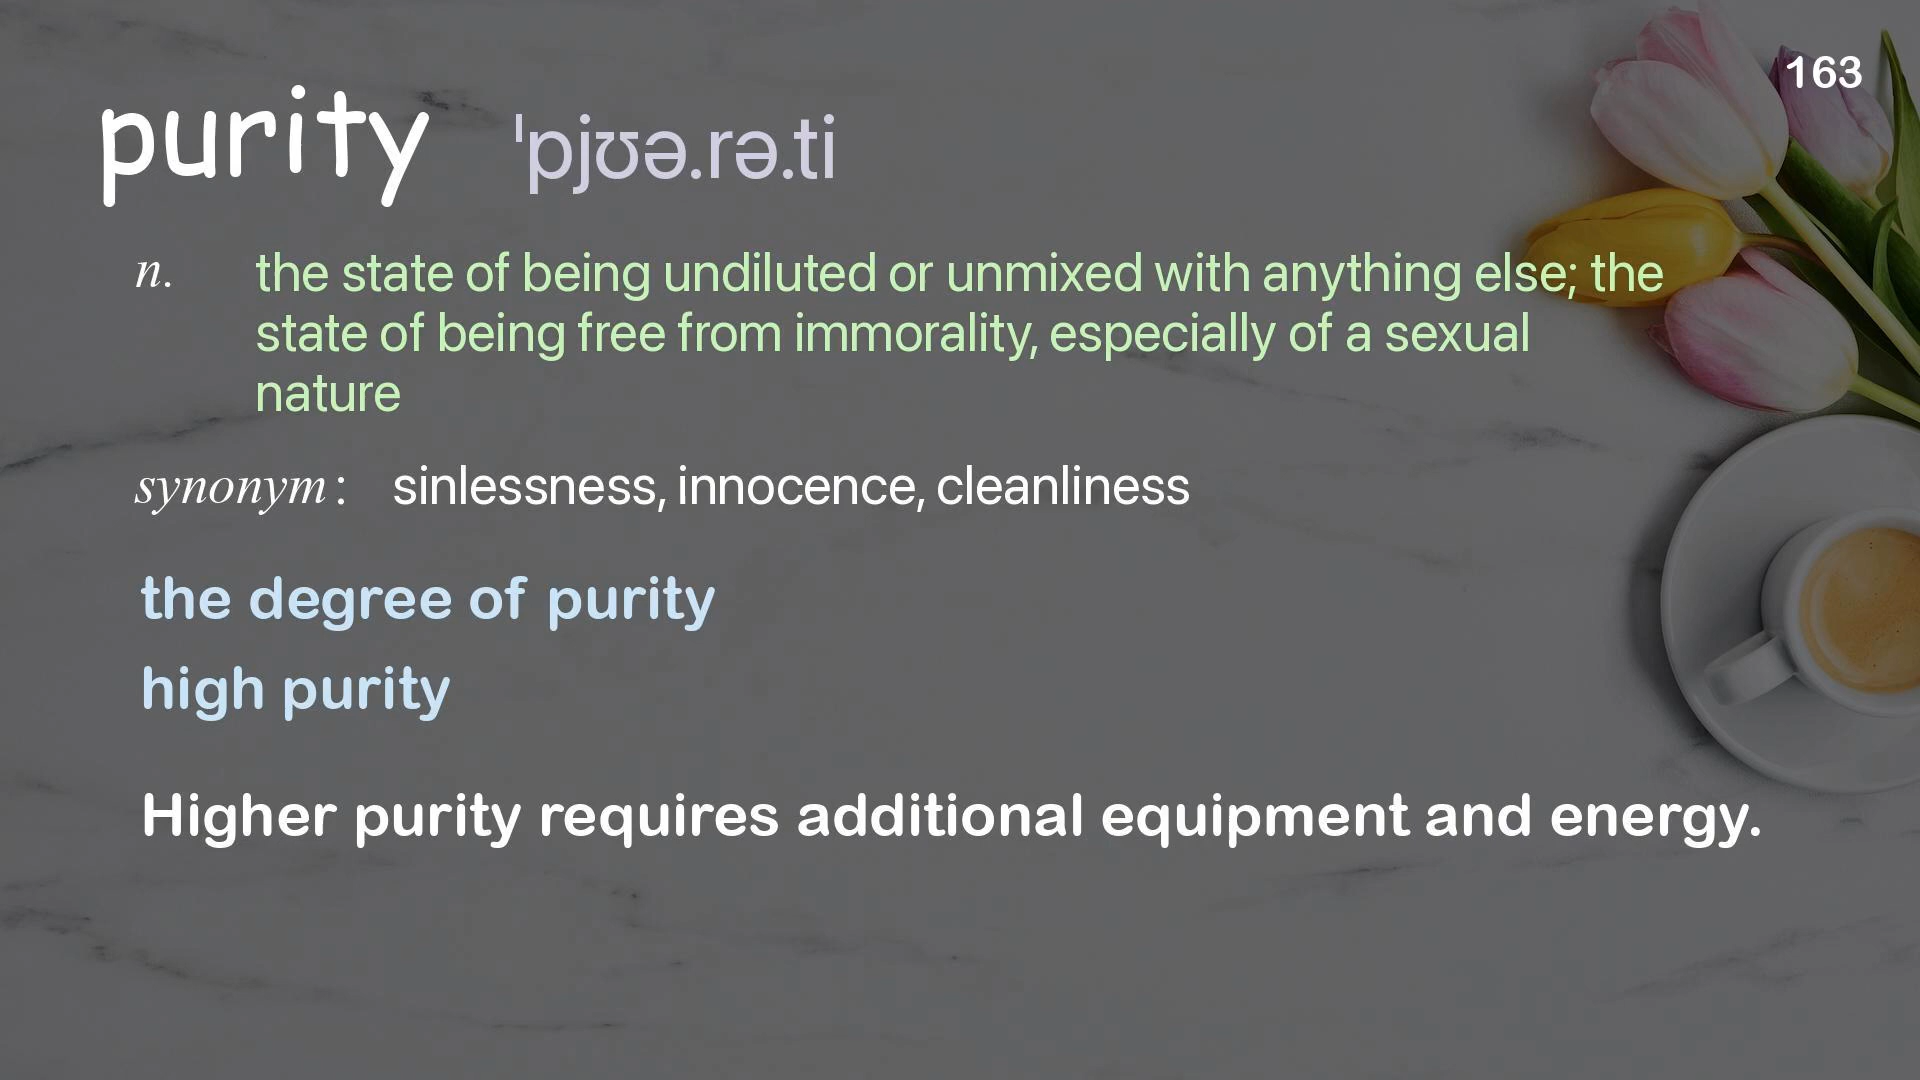 163
purity ˈpjʊə.rə.ti
n. the state of being undiluted or unmixed with anything else; the
state of being free from immorality, especially of a sexual
nature
synonym : sinlessness, innocence, cleanliness
the degree of purity
high purity
Higher purity requires additional equipment and energy.